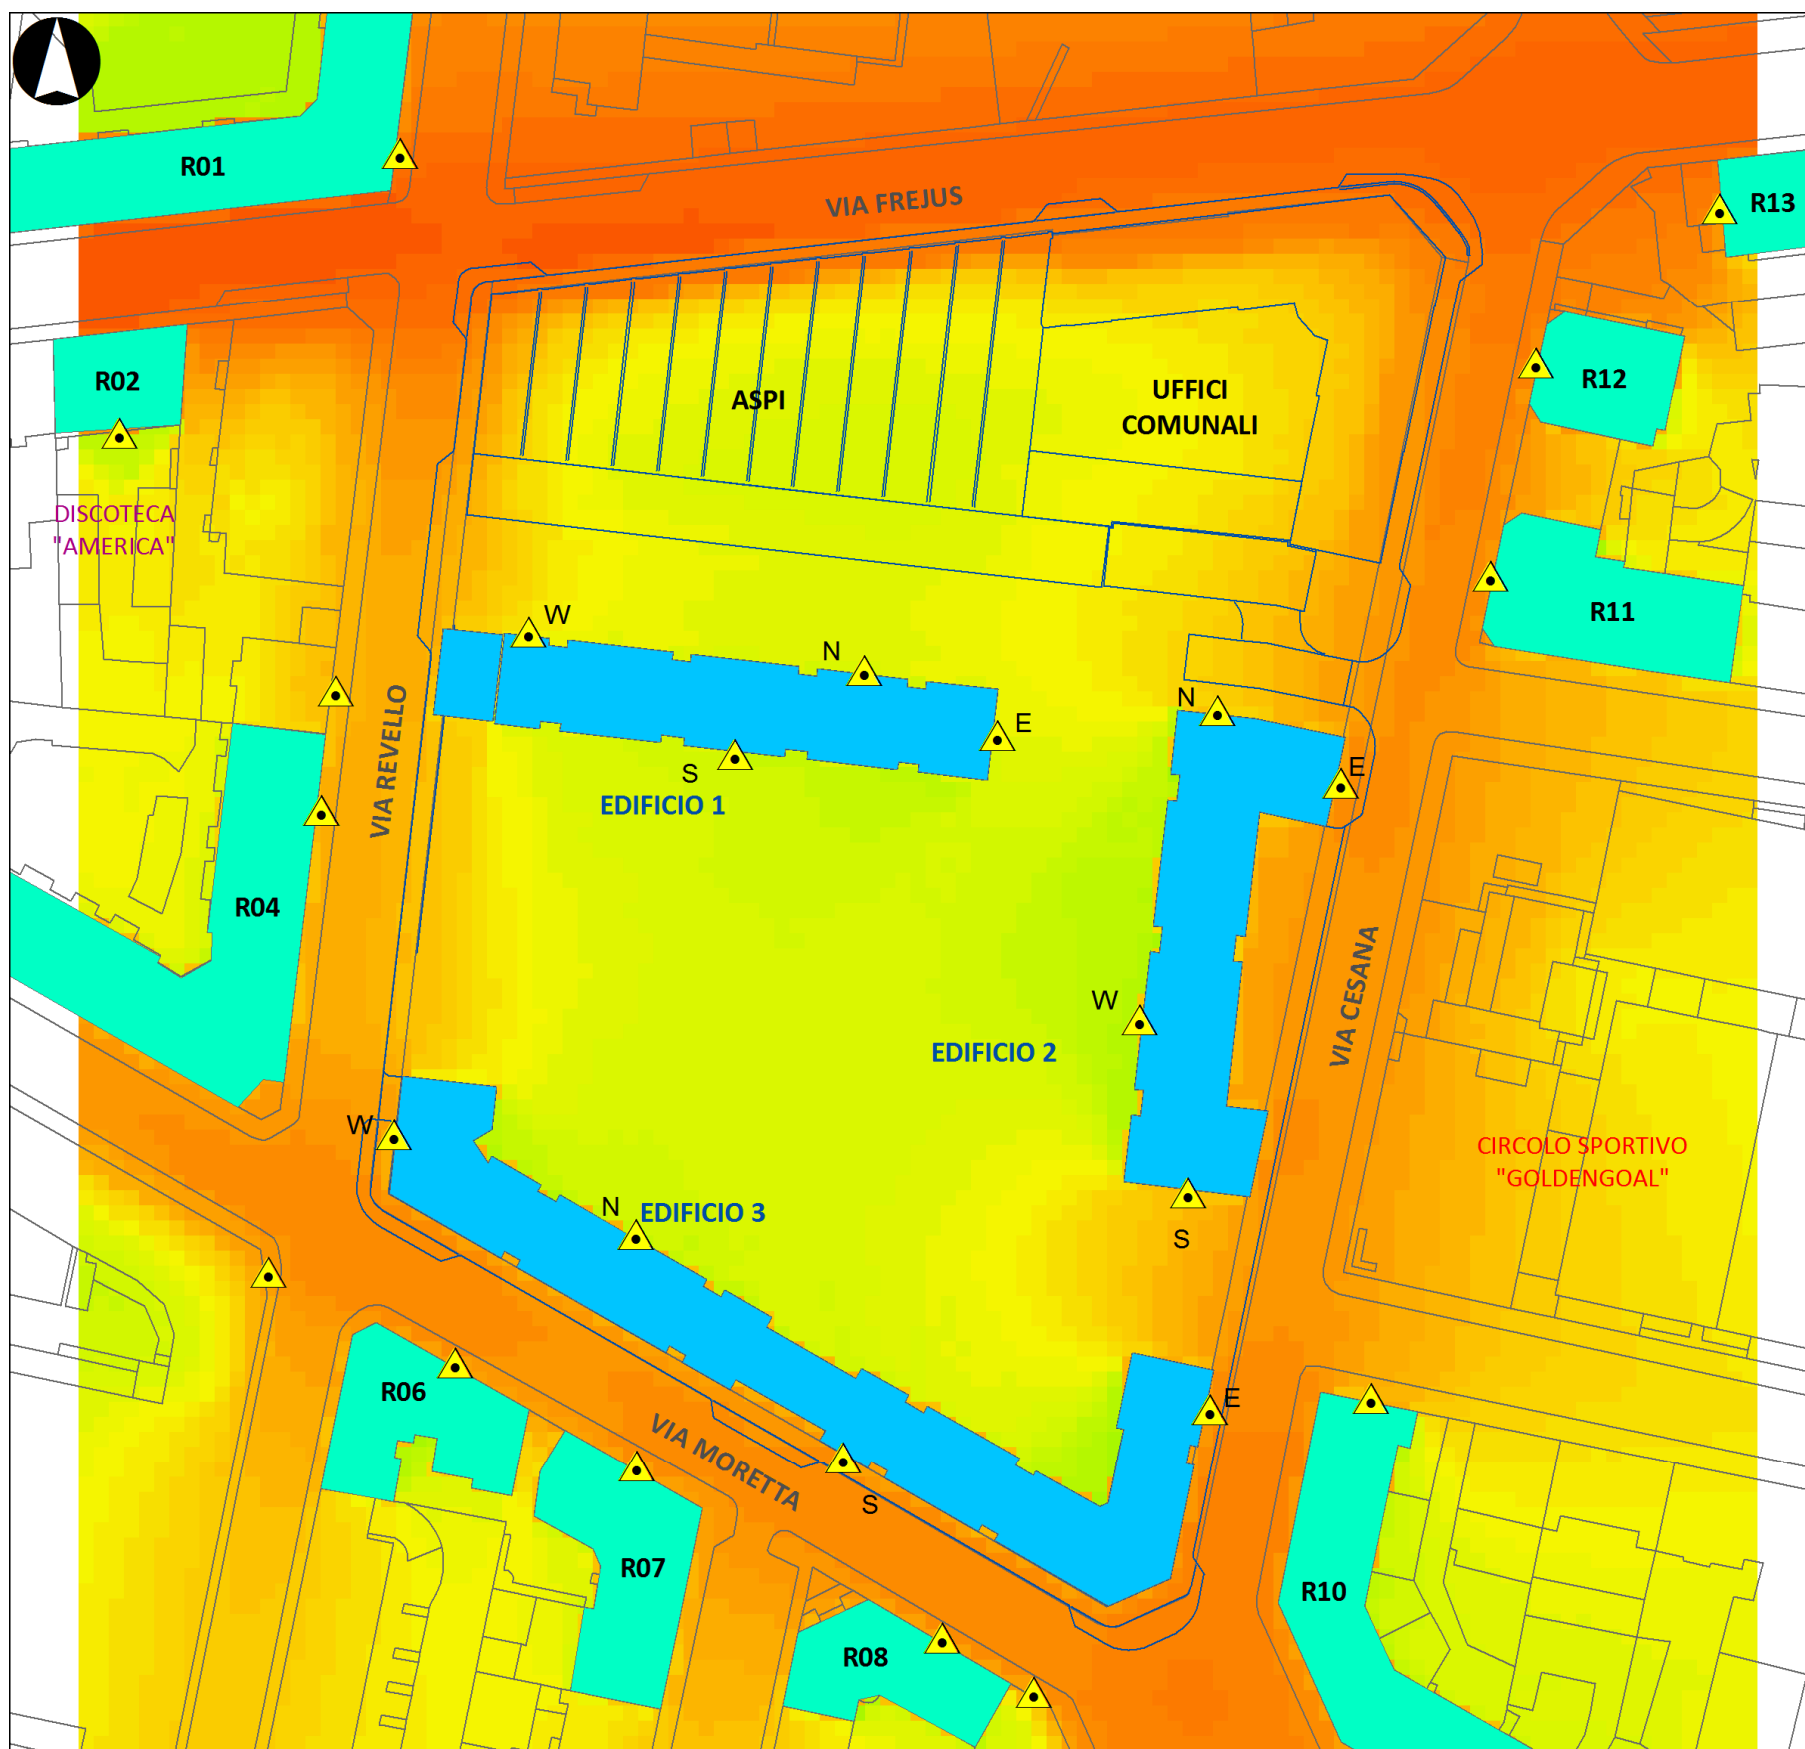 R01
VIA FREJUS
R13
R02
ASPI
UFFICI
COMUNALI
R12
DISCOTECA
"AMERICA"
R11
W
N
E
S
EDIFICIO 1
VIA REVELLO
N
E
R04
W
EDIFICIO 2
VIA CESANA
W
N
EDIFICIO 3
S
CIRCOLO SPORTIVO
"GOLDENGOAL"
R06
E
VIA MORETTA
S
R07
R10
R08